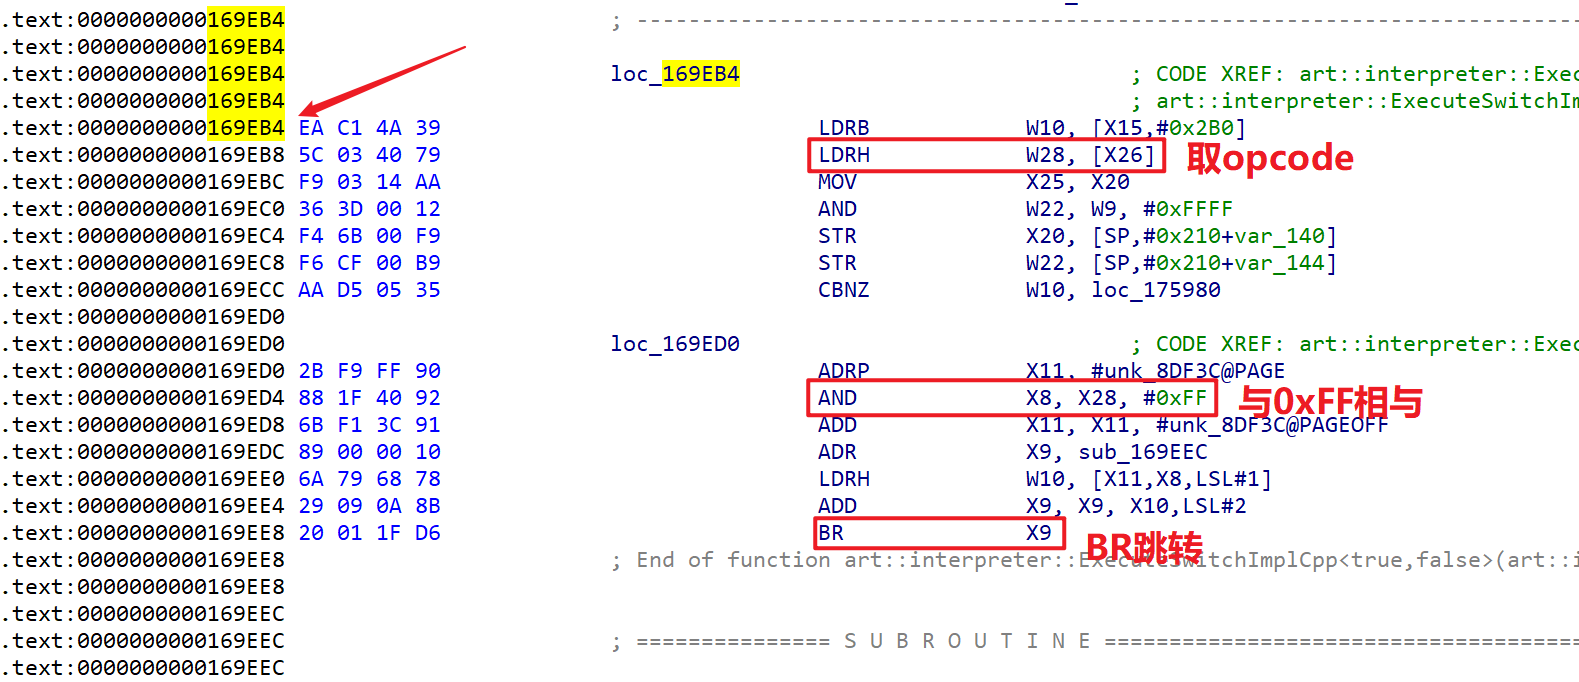 .text:0000000000169EB4 ; ------------------------------------------------------------------------
.text:0000000000169EB4
.text:0000000000169EB4 loc_169EB4 ; CODE XREF: art::interpreter::Exec
.text:0000000000169EB4 ; art::interpreter::ExecuteSwitchIm
.text:0000000000169EB4 EA C1 4A 39 LDRB W10, [X15,#0x2B0]
.text:0000000000169EB8 5C 03 40 79 LDRH W28, [X26] 取opcode
.text:0000000000169EBC F9 03 14 AA MOV X25, X20
.text:0000000000169EC0 36 3D 00 12 AND W22, W9, #0xFFFF
.text:0000000000169EC4 F4 6B 00 F9 STR X20, [SP,#0x210+var_140]
.text:0000000000169EC8 F6 CF 00 B9 STR W22, [SP,#0x210+var_144]
.text:0000000000169ECC AA D5 05 35 CBNZ W10, loc_175980
.text:0000000000169ED0
.text:0000000000169ED0 loc_169ED0 ; CODE XREF: art::interpreter::Exec
.text:0000000000169ED0 2B F9 FF 90 ADRP X11, #unk_8DF3C@PAGE
.text:0000000000169ED4 88 1F 40 92 AND X8, X28, #0xFF 与0xFF相与
.text:0000000000169ED8 6B F1 3C 91 ADD X11, X11, #unk_8DF3C@PAGEOFF
.text:0000000000169EDC 89 00 00 10 ADR X9, sub_169EEC
.text:0000000000169EE0 6A 79 68 78 LDRH W10, [X11,X8,LSL#1]
.text:0000000000169EE4 29 09 0A 8B ADD X9, X9, X10,LSL#2
.text:0000000000169EE8 20 01 1F D6 BR X9 BR跳转
.text:0000000000169EE8 ; End of function art::interpreter::ExecuteSwitchImplCpp<true,false>(art::i
.text:0000000000169EE8
.text:0000000000169EEC
.text:0000000000169EEC ; =============== S U B R O U T I N E =====================================
.text:0000000000169EEC